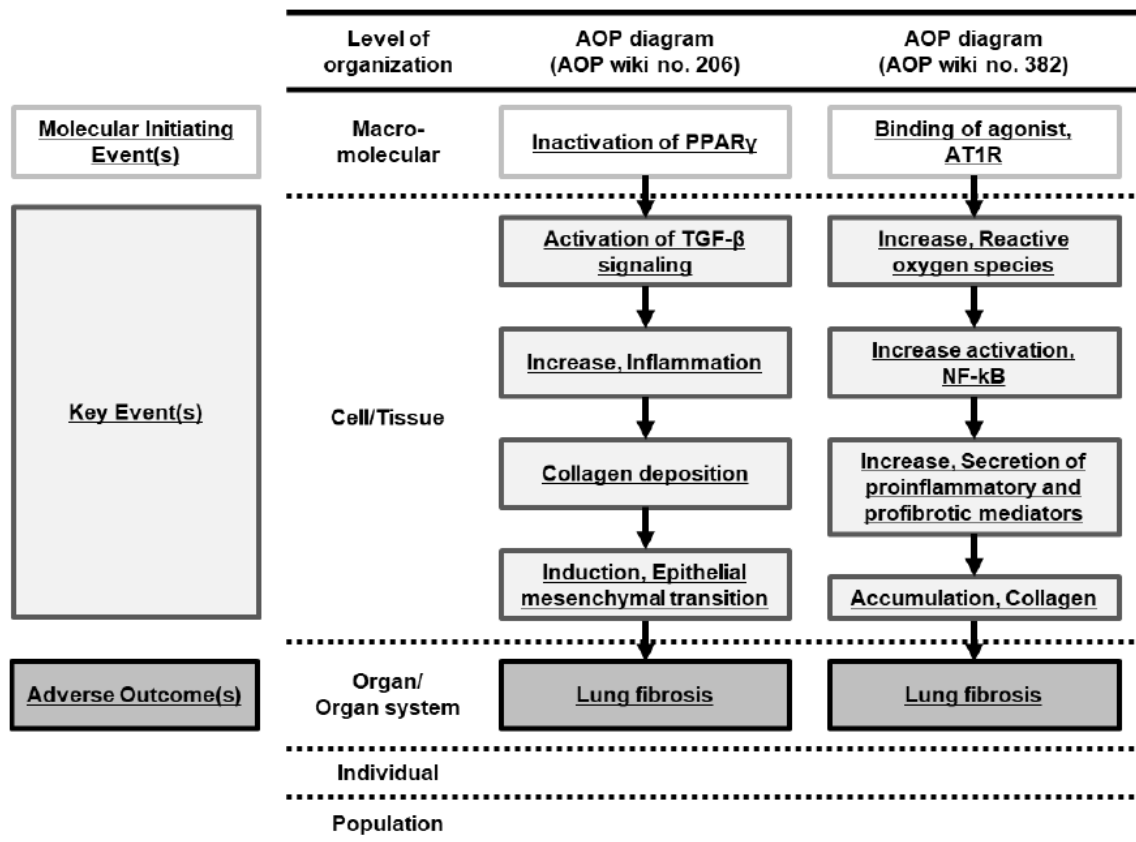 Level of
organization
AOP diagram
(AOP wiki no. 206)
AOP diagram
(AOP wiki no. 382)
Molecular Initiating
Event(s)
Macro-
molecular
Inactivation of PPARγ
Binding of agonist,
AT1R
Key Event(s)
Cell/Tissue
Activation of TGF-β
signaling
Increase, Inflammation
Collagen deposition
Induction, Epithelial
mesenchymal transition
Increase, Reactive
oxygen species
Increase activation,
NF-kB
Increase, Secretion of
proinflammatory and
profibrotic mediators
Accumulation, Collagen
Adverse Outcome(s)
Organ/
Organ system
Lung fibrosis
Lung fibrosis
Individual
Population